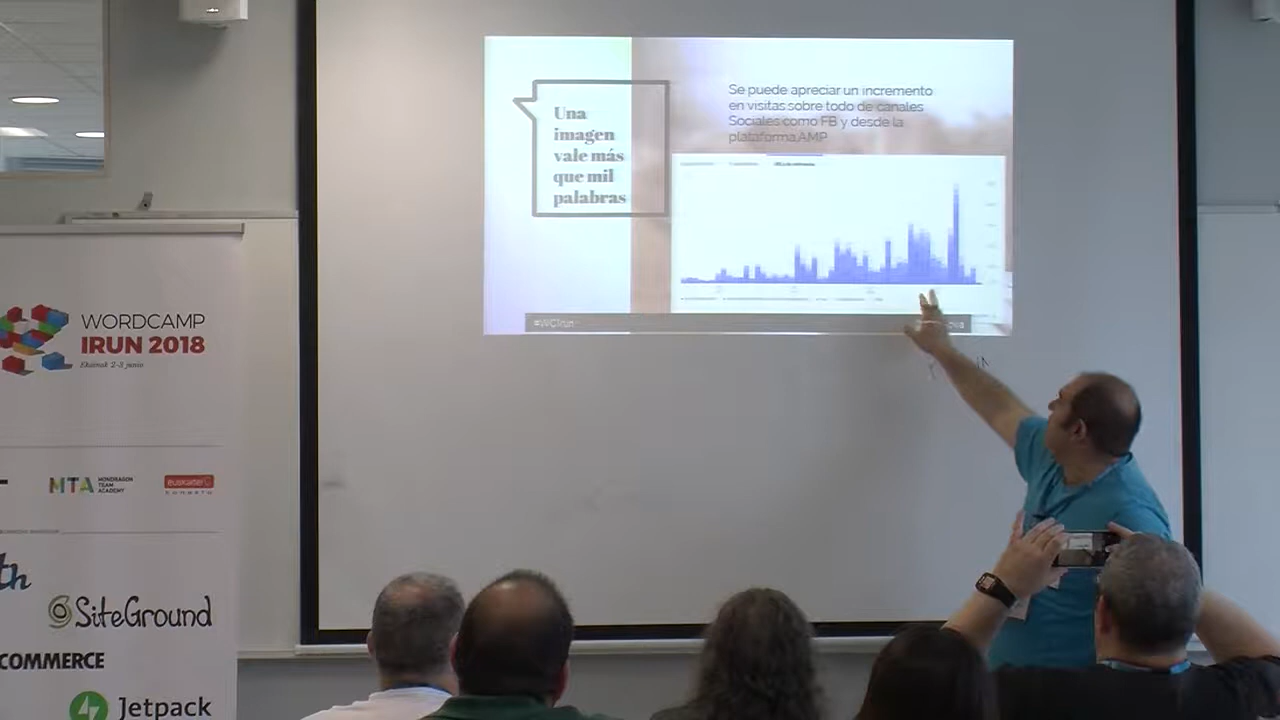 Una
imagen
vale más
que mil
palabras
Se puede apreciar un incremento
en visitas sobre todo de canales
Sociales como FB y desde la
plataforma AMP
#WCIrun
WORDCAMP
IRUN 2018
Ekainak 2-3 junio
MTA
MONDRAGON
TEAM
ACADEMY
euskaltel
konekta
SiteGround
COMMERCE
Jetpack